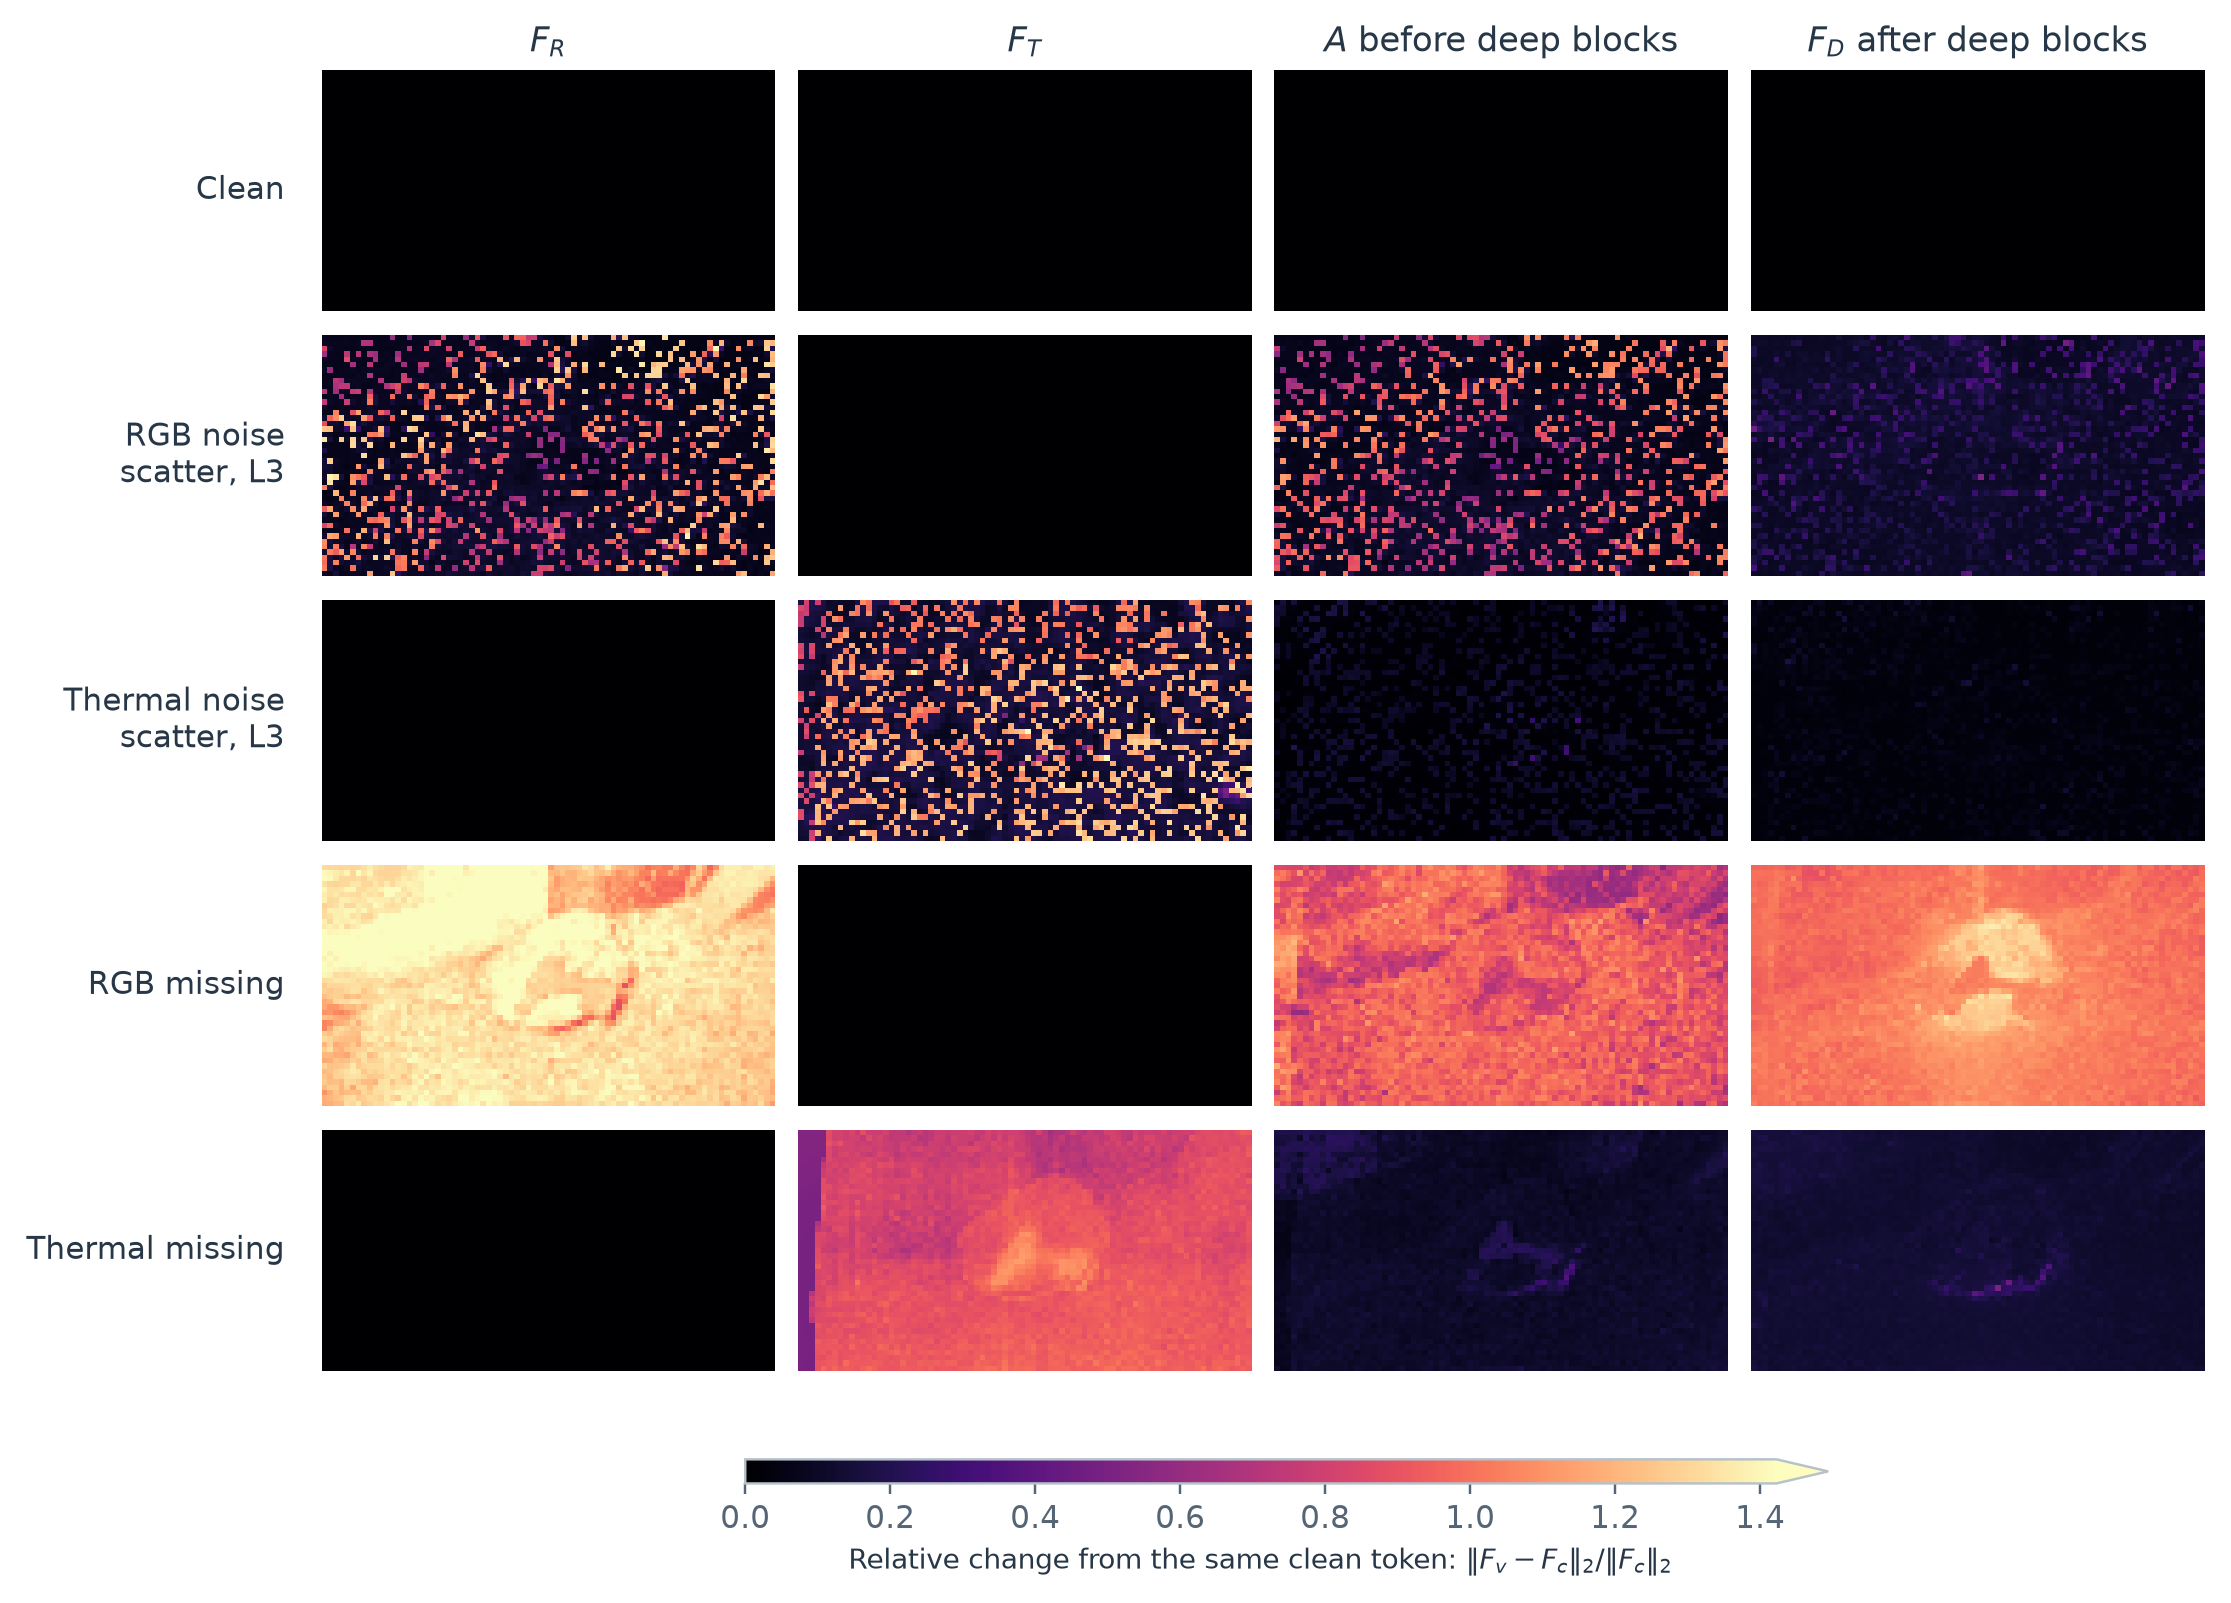 F_R F_T A before deep blocks F_D after deep blocks
Clean
RGB noise
scatter, L3
Thermal noise
scatter, L3
RGB missing
Thermal missing
0.0 0.2 0.4 0.6 0.8 1.0 1.2 1.4
Relative change from the same clean token: ‖F_v − F_c‖_2/‖F_c‖_2